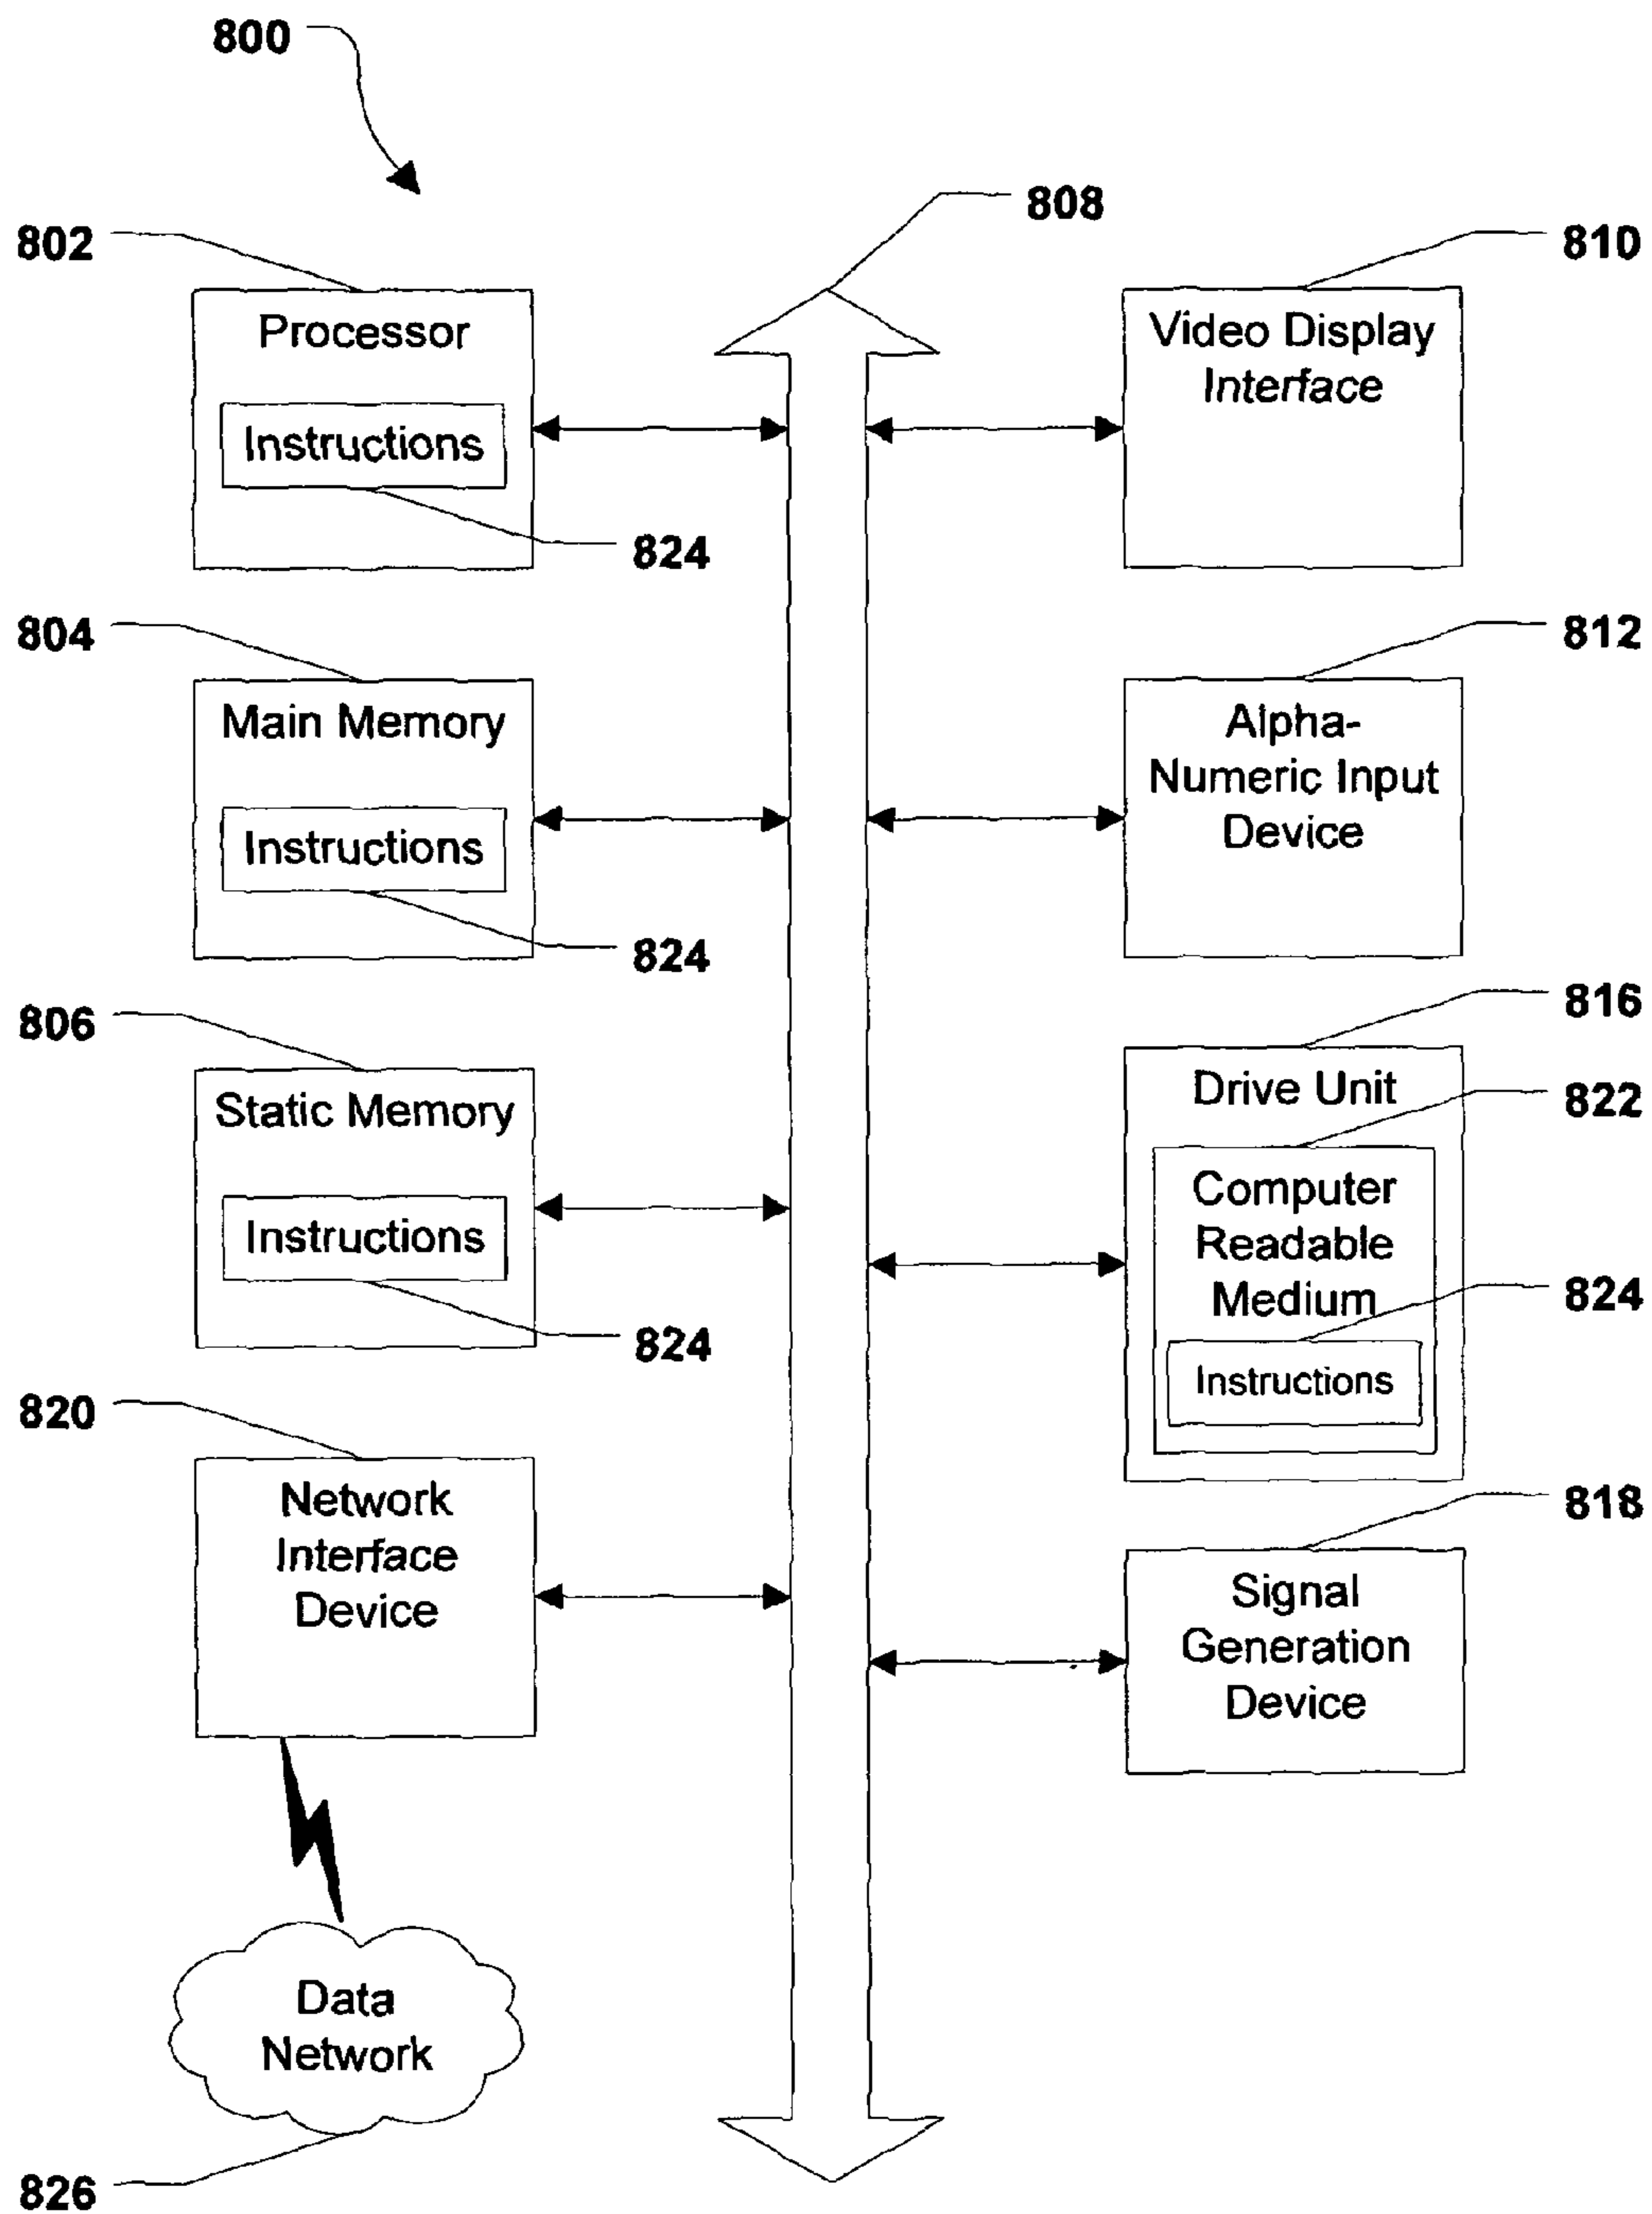 800
808
802
810
Processor
Instructions
824
Video Display
Interface
804
812
Main Memory
Instructions
824
Alpha-
Numeric Input
Device
806
816
Static Memory
Instructions
824
Drive Unit
822
Computer
Readable
Medium
824
Instructions
820
818
Network
Interface
Device
Signal
Generation
Device
Data
Network
826